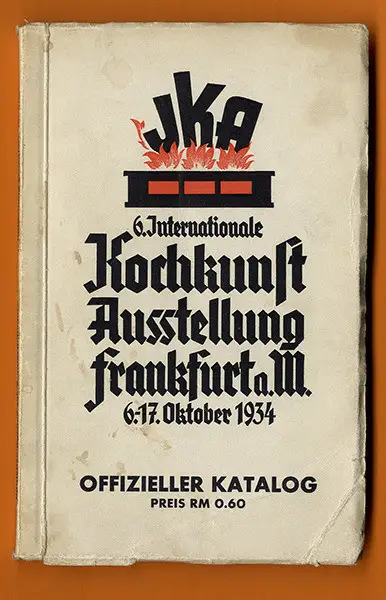 JKA
6. Internationale
Kochkunst
Ausstellung
Frankfurt a. M.
6.-17. Oktober 1934
OFFIZIELLER KATALOG
PREIS RM 0.60